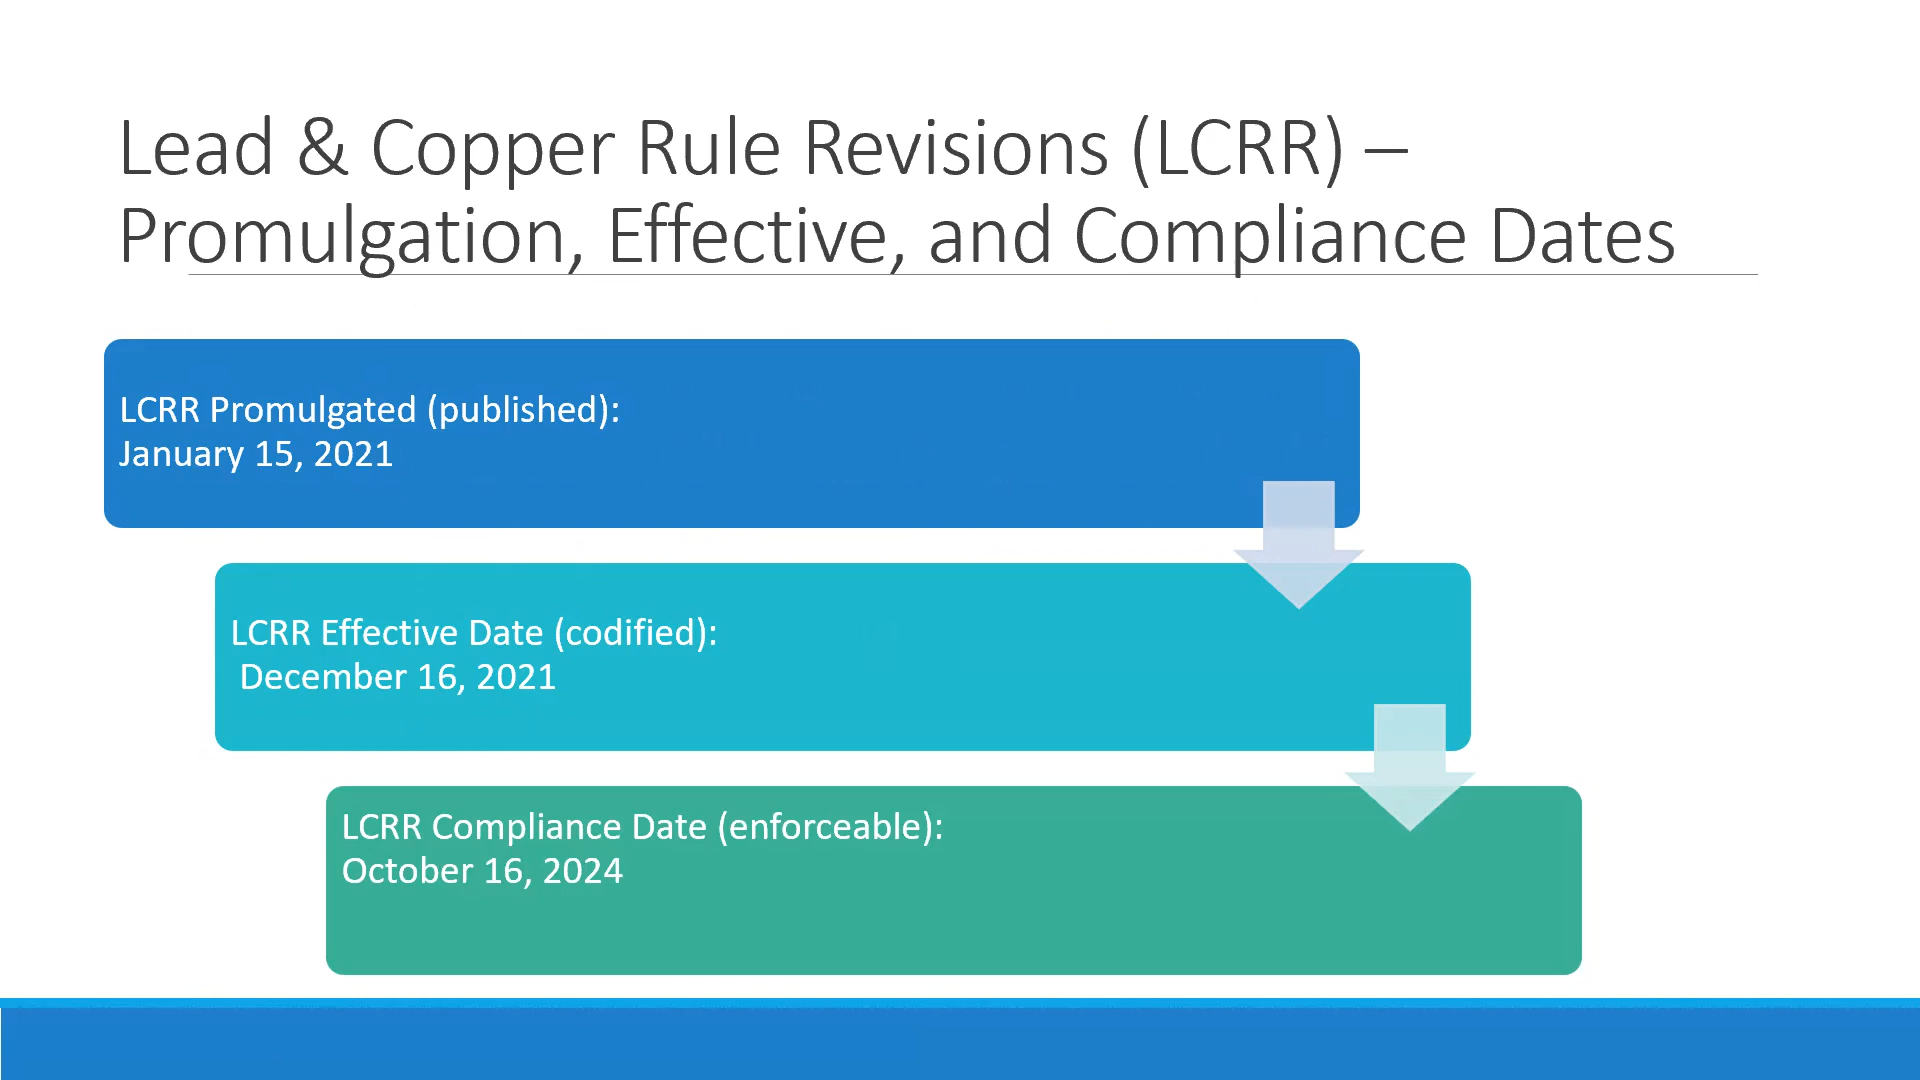 Lead & Copper Rule Revisions (LCRR) –
Promulgation, Effective, and Compliance Dates
LCRR Promulgated (published):
January 15, 2021
LCRR Effective Date (codified):
December 16, 2021
LCRR Compliance Date (enforceable):
October 16, 2024